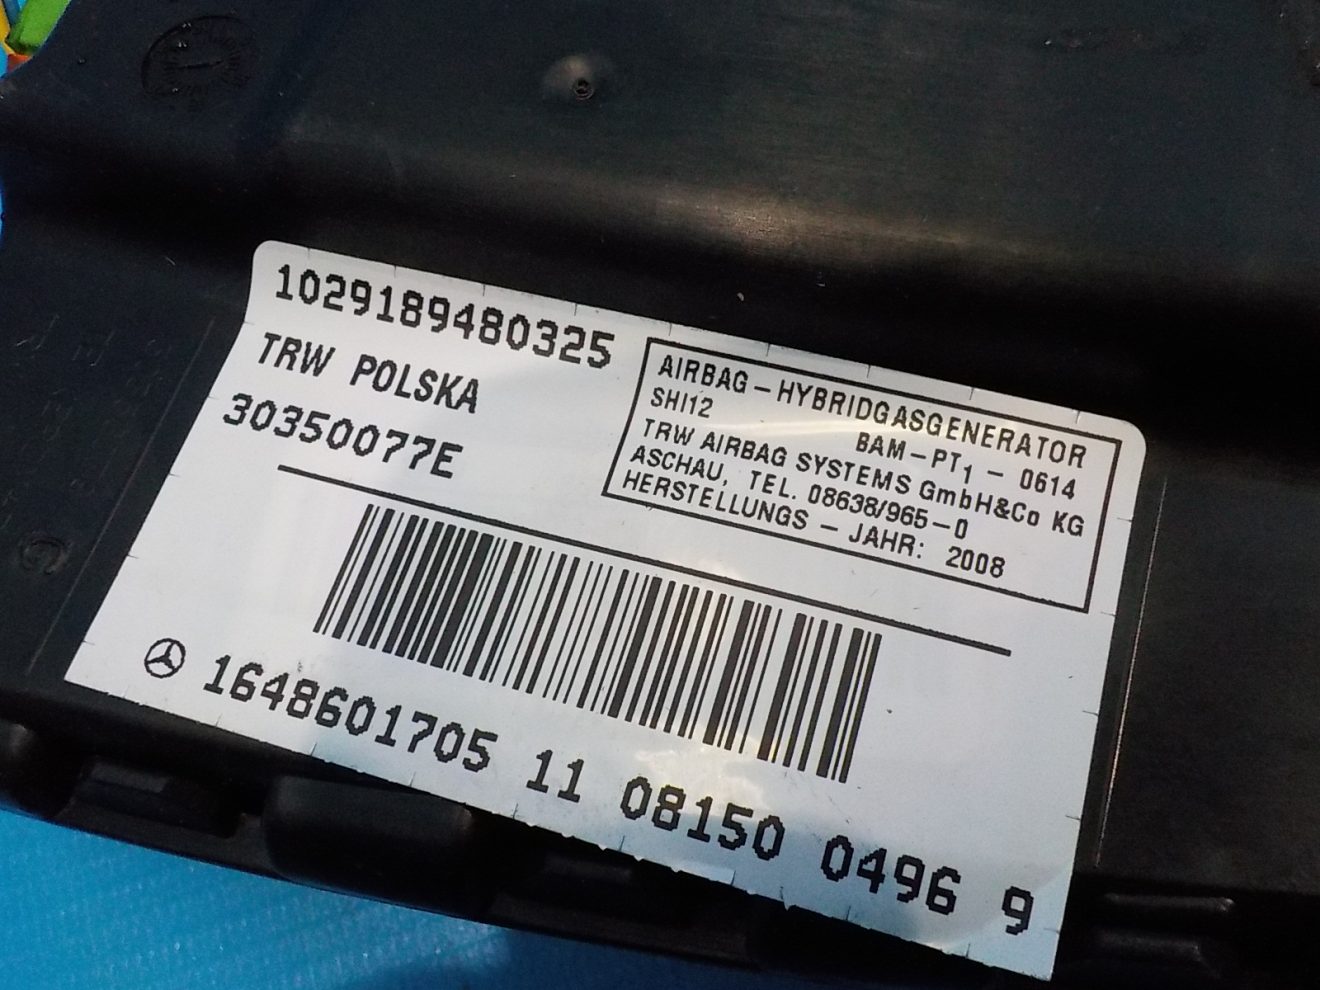 1029189480325
TRW POLSKA
30350077E
AIRBAG - HYBRIDGASGENERATOR
SHI12 BAM-PT1 - 0614
TRW AIRBAG SYSTEMS GmbH&Co KG
ASCHAU, TEL. 08638/965-0
HERSTELLUNGS - JAHR: 2008
1648601705 11 08150 0496 9